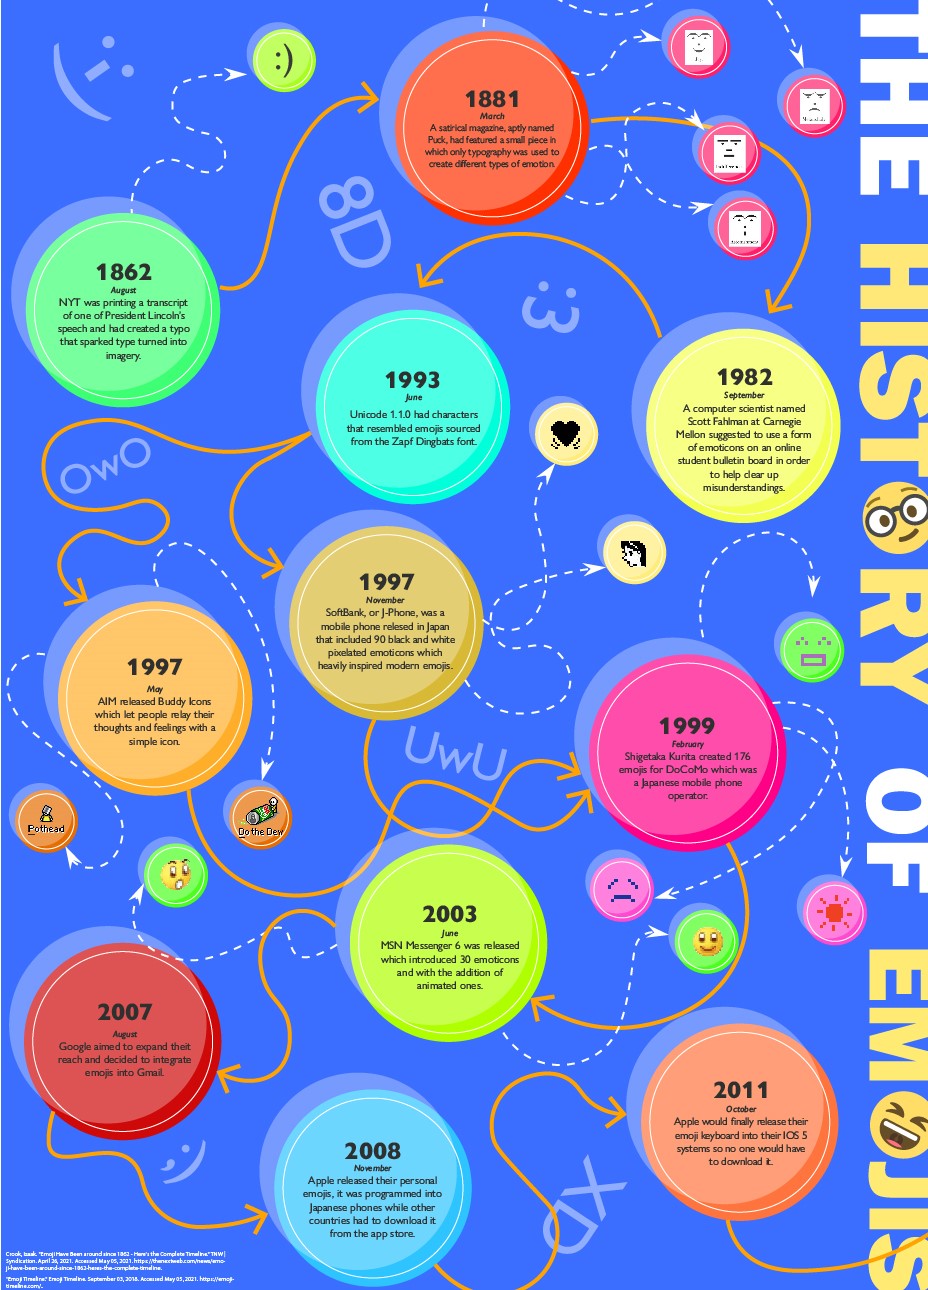 THE HISTORY OF EMOJIS
:)
1881
March
A satirical magazine, aptly named
Puck, had featured a small piece in
which only typography was used to
create different types of emotion.
8D
1862
August
NYT was printing a transcript
of one of President Lincoln's
speech and had created a typo
that sparked type turned into
imagery.
:3
1993
June
Unicode 1.1.0 had characters
that resembled emojis sourced
from the Zapf Dingbats font.
1982
September
A computer scientist named
Scott Fahlman at Carnegie
Mellon suggested to use a form
of emoticons on an online
student bulletin board in order
to help clear up
misunderstandings.
OwO
1997
November
SoftBank, or J-Phone, was a
mobile phone relesed in Japan
that included 90 black and white
pixelated emoticons which
heavily inspired modern emojis.
1997
May
AIM released Buddy Icons
which let people relay their
thoughts and feelings with a
simple icon.
UwU
1999
February
Shigetaka Kurita created 176
emojis for DoCoMo which was
a Japanese mobile phone
operator.
Pothead
Do the Dew
2003
June
MSN Messenger 6 was released
which introduced 30 emoticons
and with the addition of
animated ones.
2007
August
Google aimed to expand theit
reach and decided to integrate
emojis into Gmail.
2011
October
Apple would finally release their
emoji keyboard into their IOS 5
systems so no one would have
to download it.
;)
2008
November
Apple released their personal
emojis, it was programmed into
Japanese phones while other
countries had to download it
from the app store.
XD
Crook, Izaak. "Emoji Have Been around since 1862 - Here's the Complete Timeline." TNW |
Syndication. April 26, 2021. Accessed May 05, 2021. https://thenextweb.com/news/emo-
ji-have-been-around-since-1862-heres-the-complete-timeline.
"Emoji Timeline." Emoji Timeline. September 03, 2016. Accessed May 05, 2021. https://emoji-
timeline.com/.